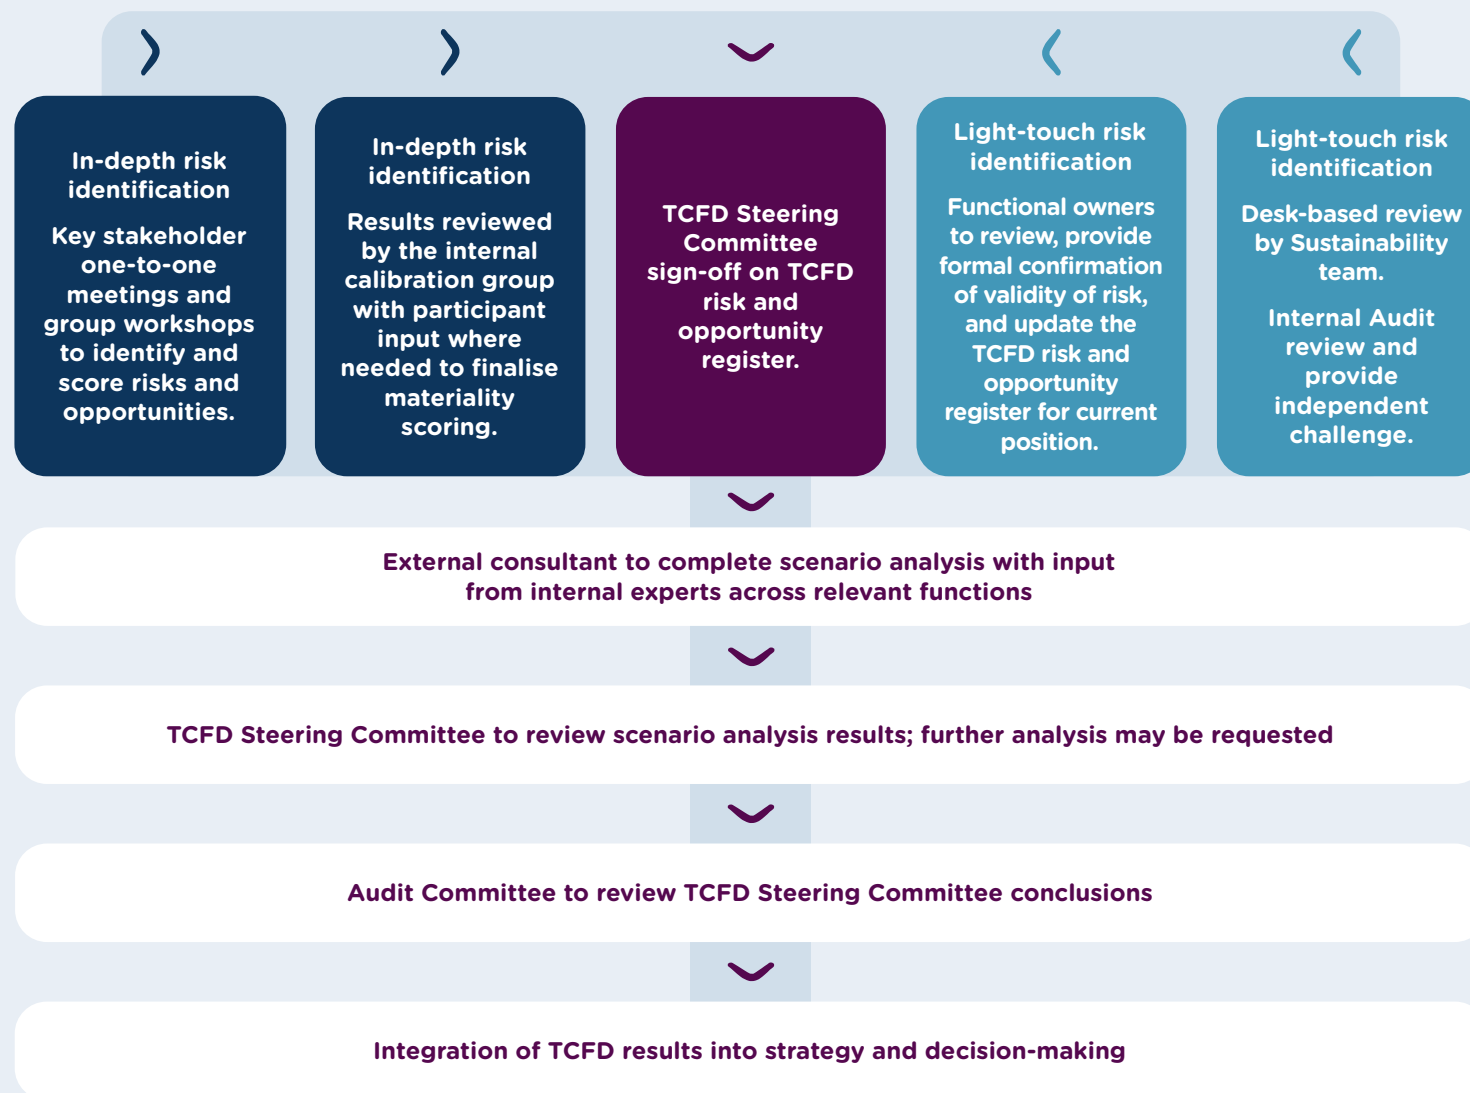 In-depth risk
identification
Key stakeholder
one-to-one
meetings and
group workshops
to identify and
score risks and
opportunities.
In-depth risk
identification
Results reviewed
by the internal
calibration group
with participant
input where
needed to finalise
materiality
scoring.
TCFD Steering
Committee
sign-off on TCFD
risk and
opportunity
register.
Light-touch risk
identification
Functional owners
to review, provide
formal confirmation
of validity of risk,
and update the
TCFD risk and
opportunity
register for current
position.
Light-touch risk
identification
Desk-based review
by Sustainability
team.
Internal Audit
review and
provide
independent
challenge.
External consultant to complete scenario analysis with input
from internal experts across relevant functions
TCFD Steering Committee to review scenario analysis results; further analysis may be requested
Audit Committee to review TCFD Steering Committee conclusions
Integration of TCFD results into strategy and decision-making